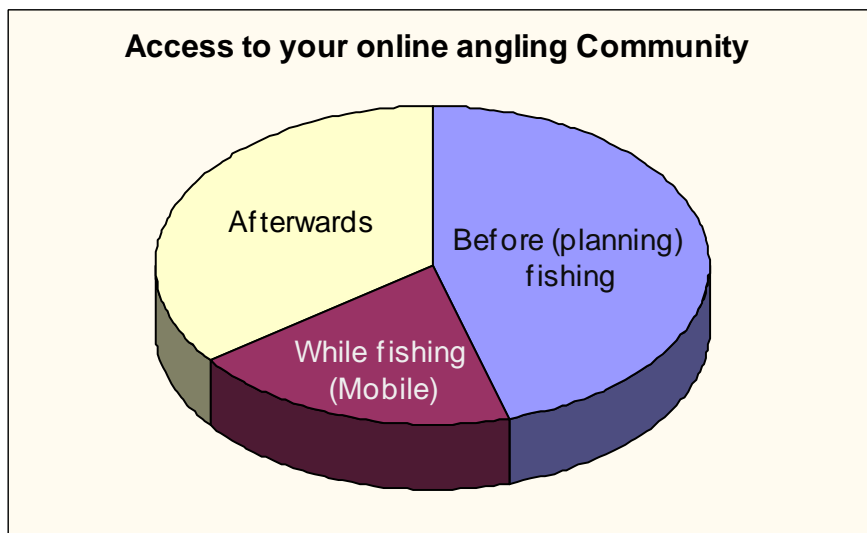 Access to your online angling Community
Afterwards
Before (planning)
fishing
While fishing
(Mobile)